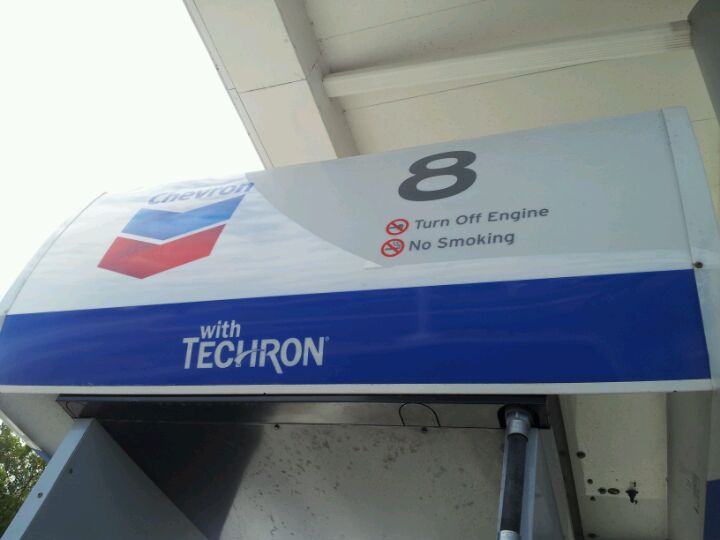 Chevron
8
Turn Off Engine
No Smoking
with
TECHRON®